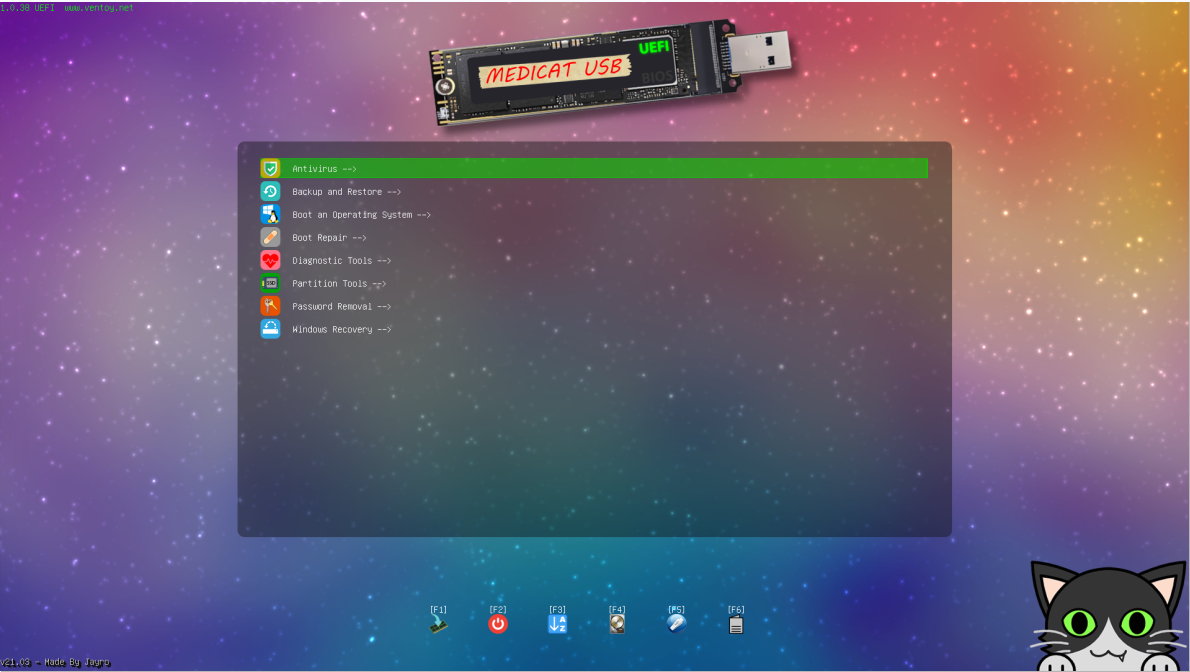 1.0.38 UEFI  www.ventoy.net
UEFI
MEDICAT USB
BIOS
Antivirus -->
Backup and Restore -->
Boot an Operating System -->
Boot Repair -->
Diagnostic Tools -->
SSD
Partition Tools -->
Password Removal -->
Windows Recovery -->
[F1] [F2] [F3] [F4] [F5] [F6]
A
Z
v21.03 - Made By Jayro